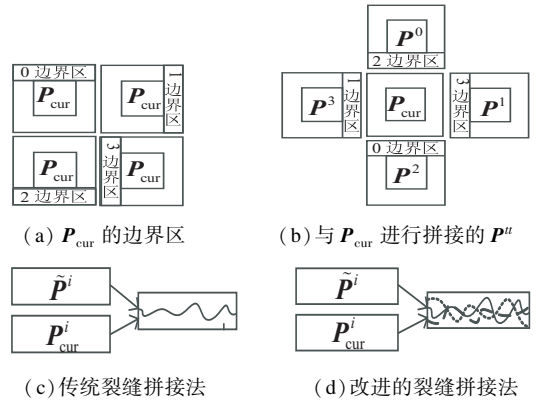 0 边界区
P_cur
P_cur
1 边界区
P_cur
2 边界区
3 边界区
P_cur
(a) P_cur 的边界区
P^0
2 边界区
P^3
1 边界区
P_cur
3 边界区
P^1
0 边界区
P^2
(b)与 P_cur 进行拼接的 P^tt
P̃^i
P^i_cur
(c)传统裂缝拼接法
P̃^i
P^i_cur
(d)改进的裂缝拼接法